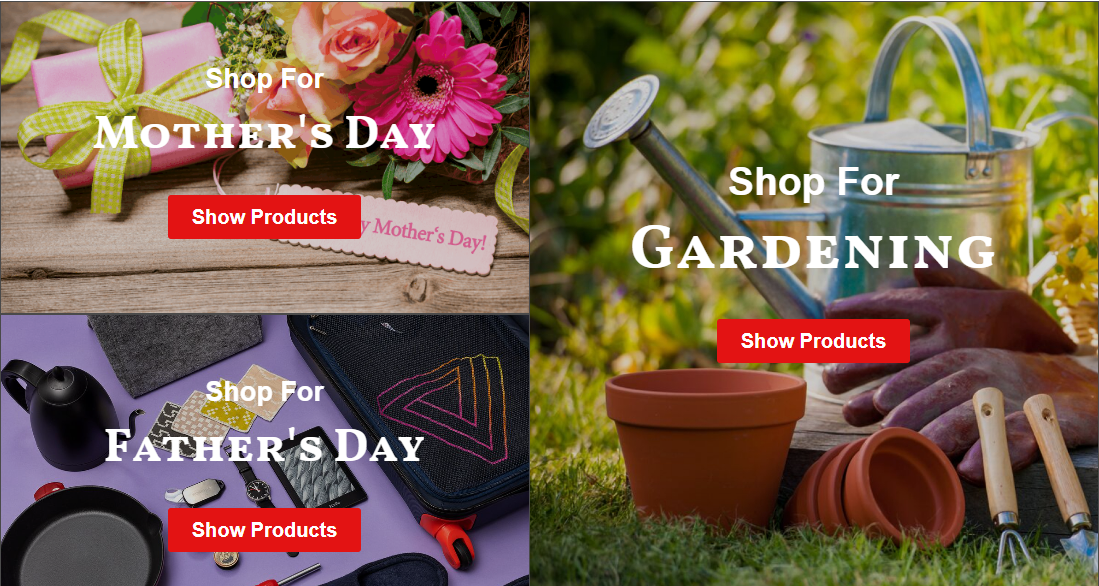 Shop For
MOTHER'S DAY
Show Products
y Mother's Day!
Shop For
FATHER'S DAY
Show Products
Shop For
GARDENING
Show Products